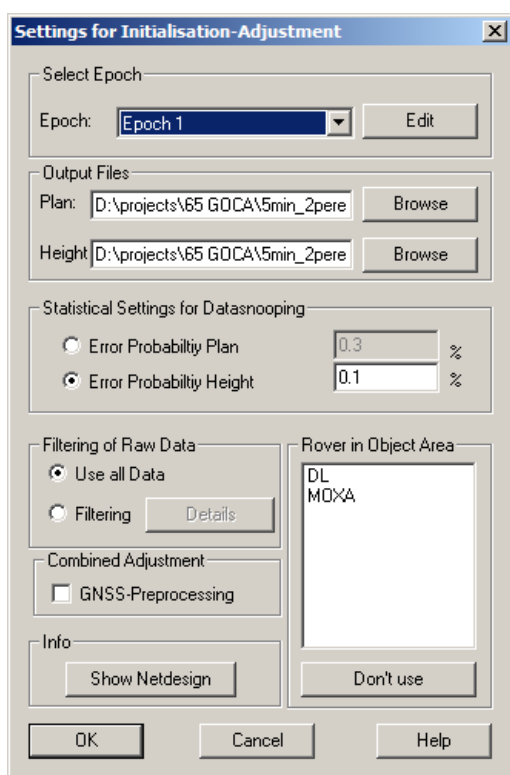 Settings for Initialisation-Adjustment
Select Epoch
Epoch: Epoch 1 Edit
Output Files
Plan: D:\projects\65 GOCA\5min_2pere Browse
Height D:\projects\65 GOCA\5min_2pere Browse
Statistical Settings for Datasnooping
Error Probabiltiy Plan 0.3 %
Error Probabiltiy Height 0.1 %
Filtering of Raw Data
Use all Data
Filtering Details
Combined Adjustment
GNSS-Preprocessing
Info
Show Netdesign
Rover in Object Area
DL
MOXA
Don't use
OK Cancel Help